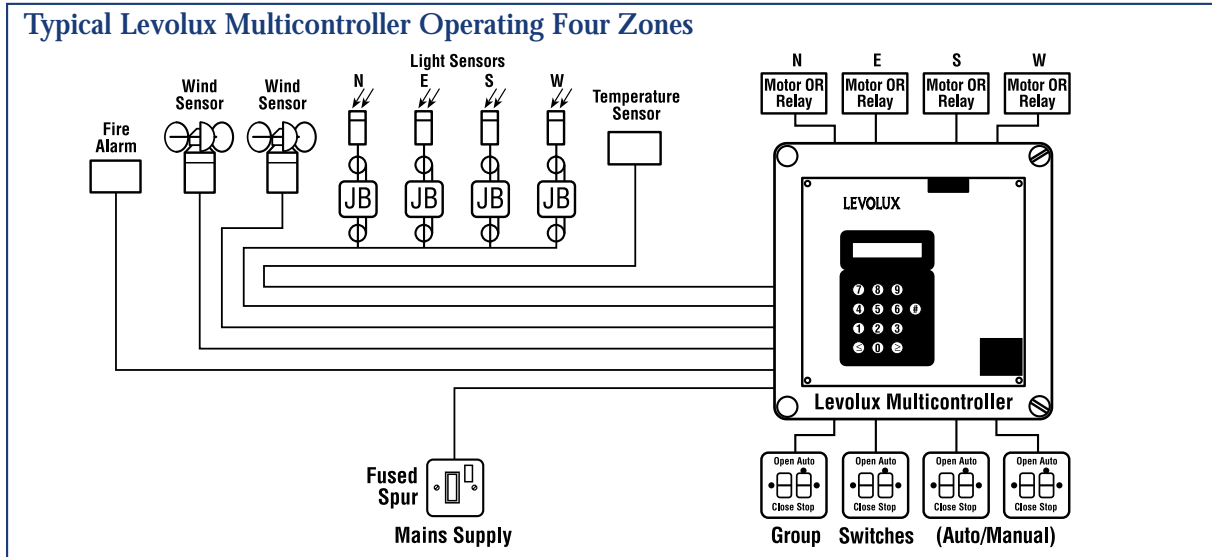 Typical Levolux Multicontroller Operating Four Zones
Fire
Alarm
Wind
Sensor
Wind
Sensor
Light Sensors
N E S W
JB JB JB JB
Temperature
Sensor
N E S W
Motor OR
Relay
Motor OR
Relay
Motor OR
Relay
Motor OR
Relay
LEVOLUX
7 8 9
4 5 6 #
1 2 3
≤ 0 ≥
Levolux Multicontroller
Fused
Spur
Mains Supply
Open Auto
Close Stop
Open Auto
Close Stop
Open Auto
Close Stop
Open Auto
Close Stop
Group Switches (Auto/Manual)